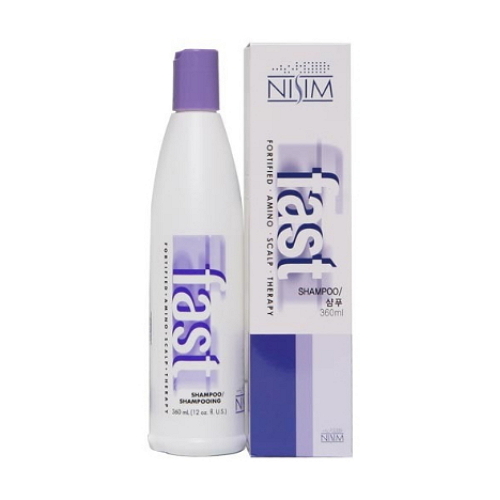 fast
FORTIFIED · AMINO · SCALP · THERAPY
SHAMPOO/
SHAMPOOING
360 mL (12 oz. fl U.S.)
NISIM
fast
FORTIFIED · AMINO · SCALP · THERAPY
SHAMPOO/
샴푸
360ml
NISIM